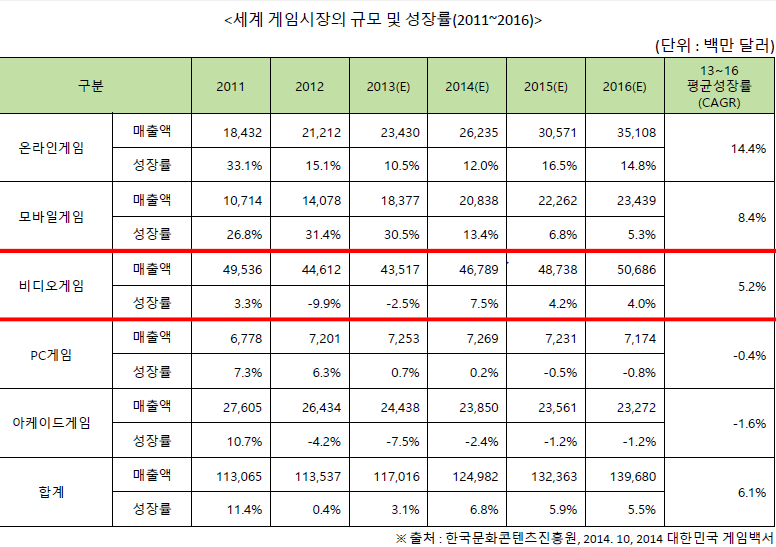 <세계 게임시장의 규모 및 성장률(2011~2016)>
(단위 : 백만 달러)
구분 2011 2012 2013(E) 2014(E) 2015(E) 2016(E) 13~16
평균성장률
(CAGR)
온라인게임 매출액 18,432 21,212 23,430 26,235 30,571 35,108 14.4%
성장률 33.1% 15.1% 10.5% 12.0% 16.5% 14.8%
모바일게임 매출액 10,714 14,078 18,377 20,838 22,262 23,439 8.4%
성장률 26.8% 31.4% 30.5% 13.4% 6.8% 5.3%
비디오게임 매출액 49,536 44,612 43,517 46,789 48,738 50,686 5.2%
성장률 3.3% -9.9% -2.5% 7.5% 4.2% 4.0%
PC게임 매출액 6,778 7,201 7,253 7,269 7,231 7,174 -0.4%
성장률 7.3% 6.3% 0.7% 0.2% -0.5% -0.8%
아케이드게임 매출액 27,605 26,434 24,438 23,850 23,561 23,272 -1.6%
성장률 10.7% -4.2% -7.5% -2.4% -1.2% -1.2%
합계 매출액 113,065 113,537 117,016 124,982 132,363 139,680 6.1%
성장률 11.4% 0.4% 3.1% 6.8% 5.9% 5.5%
※ 출처 : 한국문화콘텐츠진흥원, 2014. 10, 2014 대한민국 게임백서